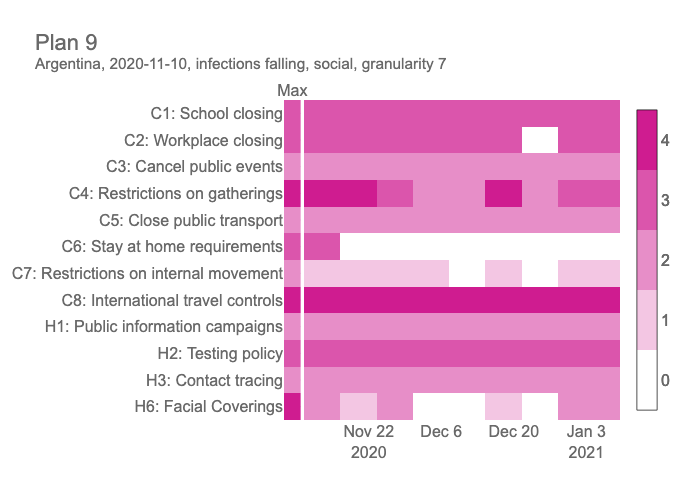 Plan 9
Argentina, 2020-11-10, infections falling, social, granularity 7
Max
C1: School closing
C2: Workplace closing
C3: Cancel public events
C4: Restrictions on gatherings
C5: Close public transport
C6: Stay at home requirements
C7: Restrictions on internal movement
C8: International travel controls
H1: Public information campaigns
H2: Testing policy
H3: Contact tracing
H6: Facial Coverings
Nov 22 Dec 6 Dec 20 Jan 3
2020 2021
4
3
2
1
0